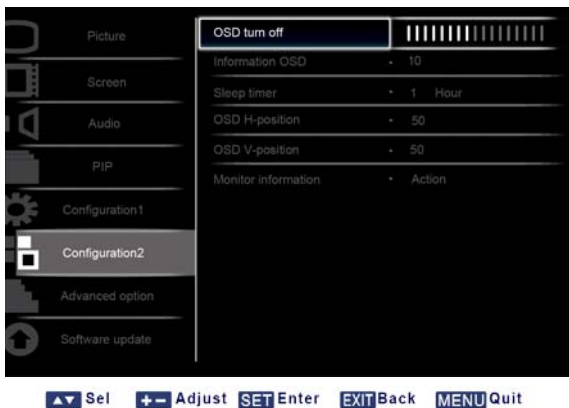 Picture
Screen
Audio
PIP
Configuration1
Configuration2
Advanced option
Software update
OSD turn off
Information OSD • 10
Sleep timer • 1 Hour
OSD H-position • 50
OSD V-position • 50
Monitor information • Action
▲▼ Sel + − Adjust SET Enter EXIT Back MENU Quit